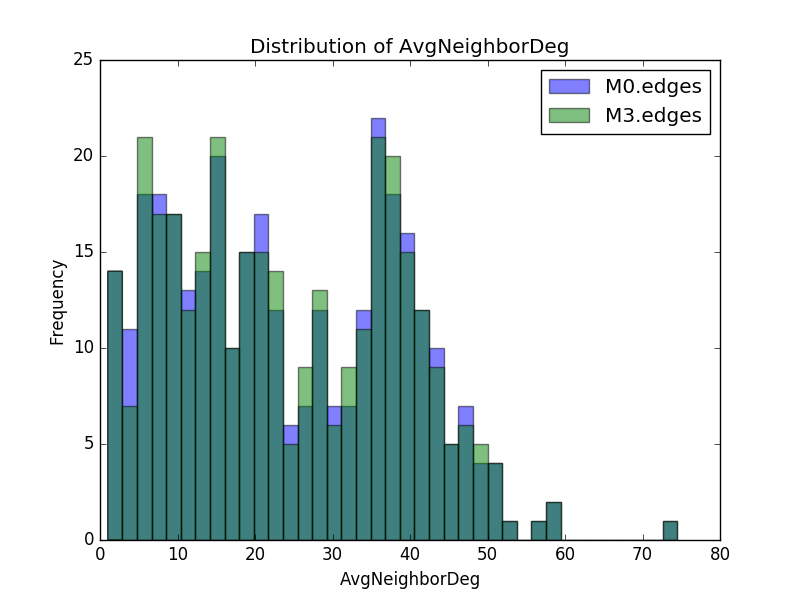 Distribution of AvgNeighborDeg
M0.edges
M3.edges
25
20
15
10
5
0
Frequency
0 10 20 30 40 50 60 70 80
AvgNeighborDeg